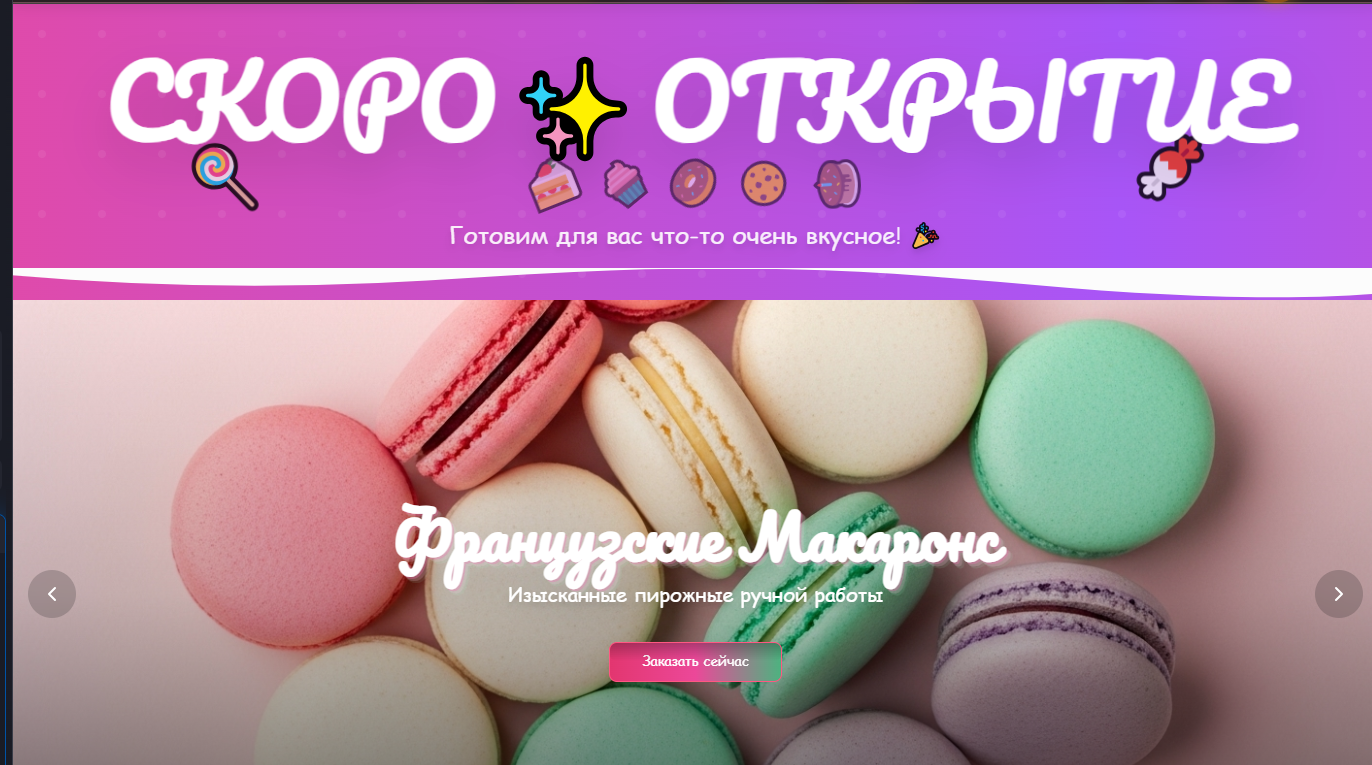 СКОРО ✨ ОТКРЫТИЕ
Готовим для вас что-то очень вкусное! 🎉
Французские Макаронс
Изысканные пирожные ручной работы
Заказать сейчас